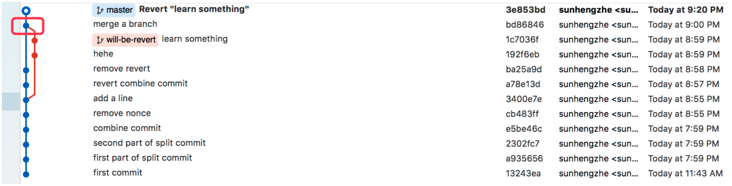 master Revert "learn something" 3e853bd sunhengzhe <sun... Today at 9:20 PM
merge a branch bd86846 sunhengzhe <sun... Today at 9:00 PM
will-be-revert learn something 1c7036f sunhengzhe <sun... Today at 8:59 PM
hehe 192f6eb sunhengzhe <sun... Today at 8:59 PM
remove revert ba25a9d sunhengzhe <sun... Today at 8:58 PM
revert combine commit a78e13d sunhengzhe <sun... Today at 8:57 PM
add a line 3400e7e sunhengzhe <sun... Today at 8:55 PM
remove nonce cb483ff sunhengzhe <sun... Today at 8:55 PM
combine commit e5be46c sunhengzhe <sun... Today at 7:59 PM
second part of split commit 2302fc7 sunhengzhe <sun... Today at 7:59 PM
first part of split commit a935656 sunhengzhe <sun... Today at 7:59 PM
first commit 13243ea sunhengzhe <sun... Today at 11:43 AM